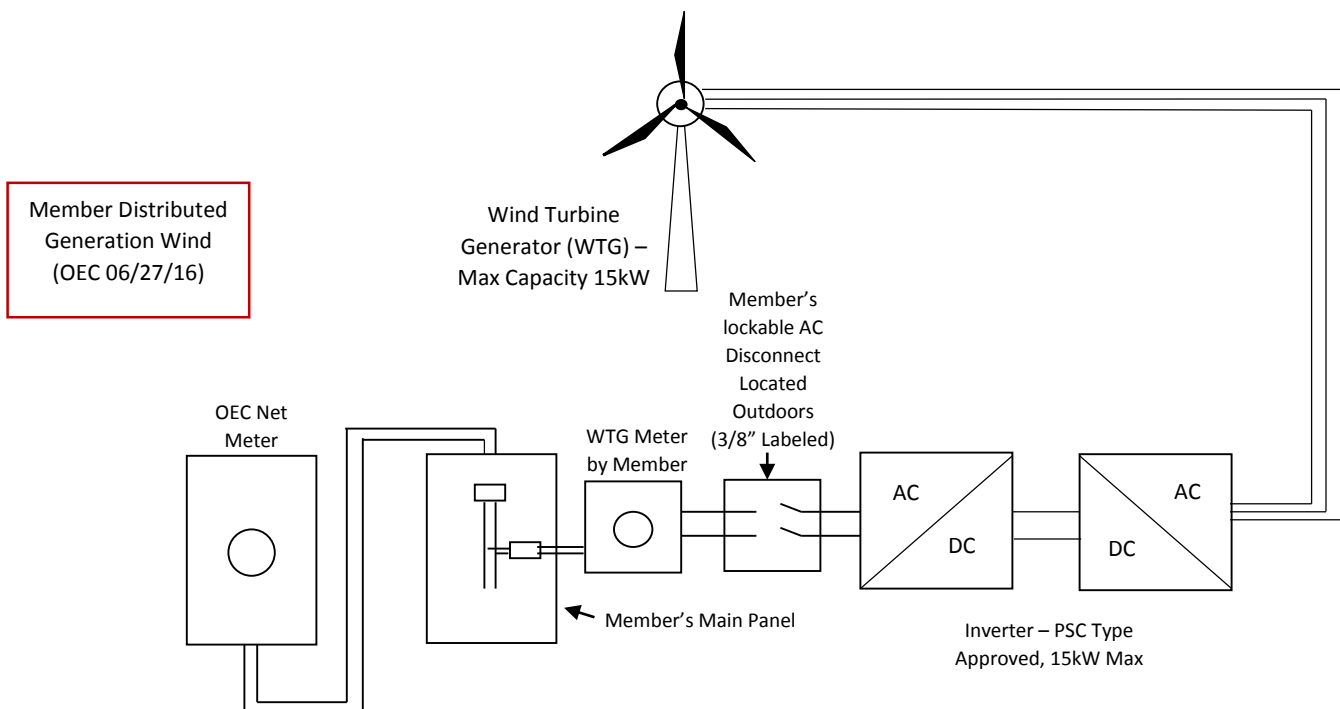 Member Distributed
Generation Wind
(OEC 06/27/16)
Wind Turbine
Generator (WTG) –
Max Capacity 15kW
Member’s
lockable AC
Disconnect
Located
Outdoors
(3/8” Labeled)
OEC Net
Meter
WTG Meter
by Member
AC
DC
AC
DC
Member’s Main Panel
Inverter – PSC Type
Approved, 15kW Max